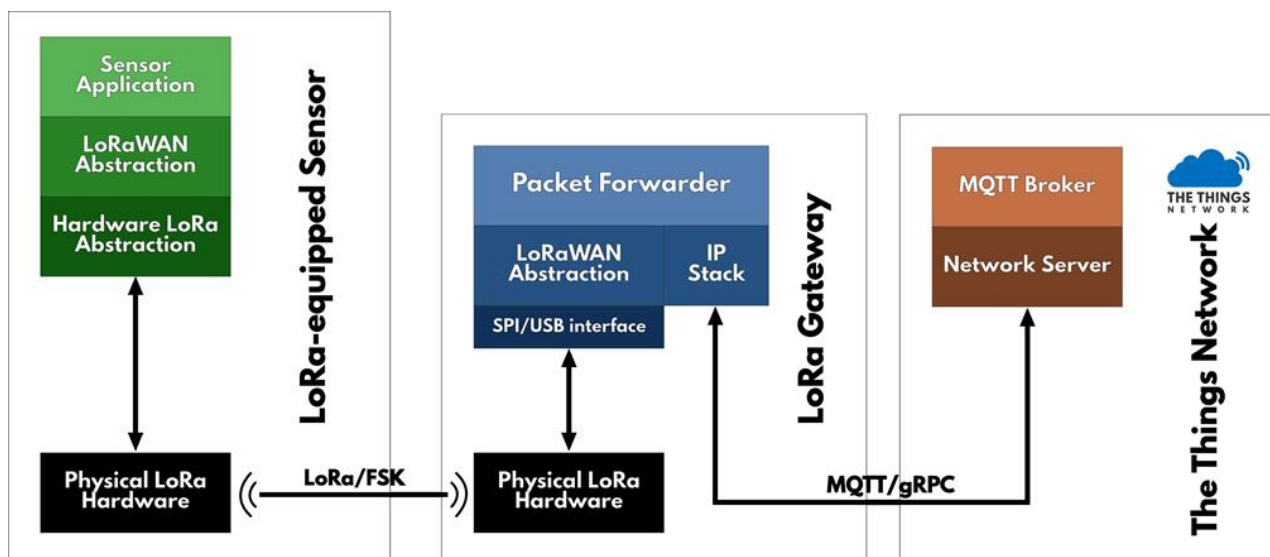 Sensor
Application
LoRaWAN
Abstraction
Hardware LoRa
Abstraction
Physical LoRa
Hardware
LoRa-equipped Sensor
LoRa/FSK
Packet Forwarder
LoRaWAN
Abstraction
IP
Stack
SPI/USB interface
Physical LoRa
Hardware
LoRa Gateway
MQTT/gRPC
MQTT Broker
Network Server
THE THINGS
NETWORK
The Things Network